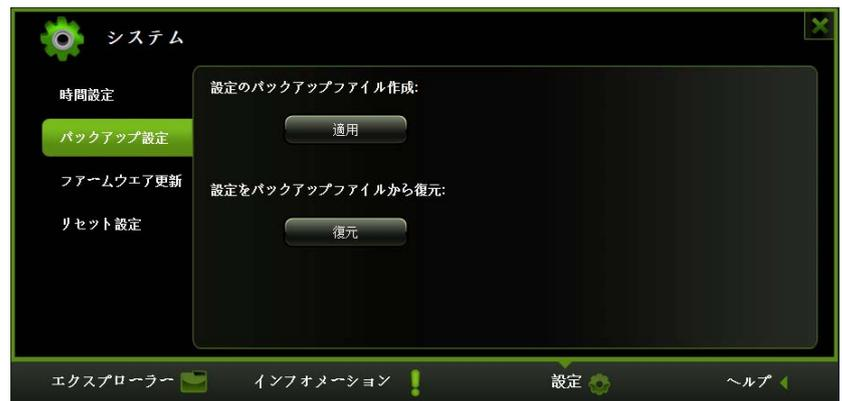 システム
時間設定
バックアップ設定
ファームウエア更新
リセット設定
設定のバックアップファイル作成:
適用
設定をバックアップファイルから復元:
復元
エクスプローラー
インフォメーション
設定
ヘルプ